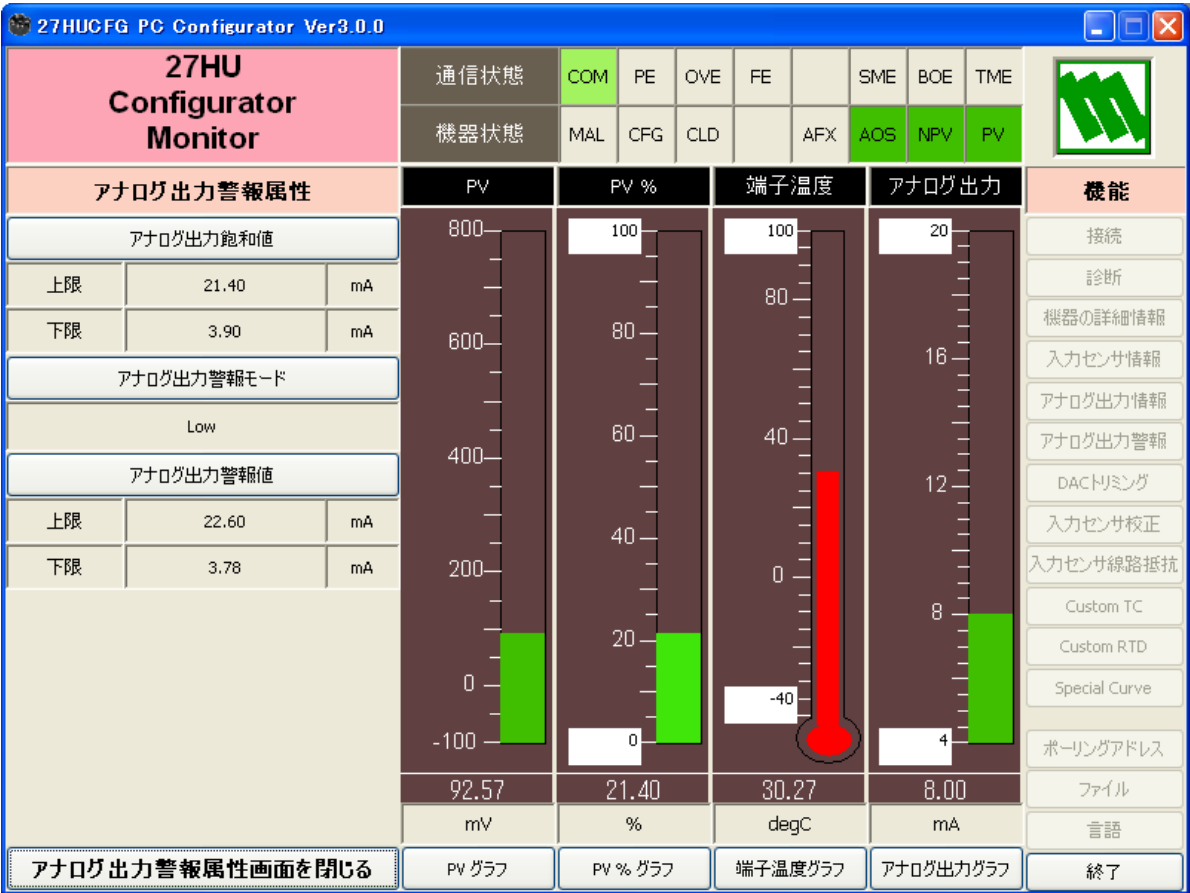 27HUCFG PC Configurator Ver3.0.0
27HU
Configurator
Monitor
通信状態
COM
PE
OVE
FE
SME
BOE
TME
機器状態
MAL
CFG
CLD
AFX
AOS
NPV
PV
アナログ出力警報属性
アナログ出力飽和値
上限
21.40
mA
下限
3.90
mA
アナログ出力警報モード
Low
アナログ出力警報値
上限
22.60
mA
下限
3.78
mA
アナログ出力警報属性画面を閉じる
PV
800
600
400
200
0
-100
92.57
mV
PV グラフ
PV %
100
80
60
40
20
0
21.40
%
PV % グラフ
端子温度
100
80
40
0
-40
30.27
degC
端子温度グラフ
アナログ出力
20
16
12
8
4
8.00
mA
アナログ出力グラフ
機能
接続
診断
機器の詳細情報
入力センサ情報
アナログ出力情報
アナログ出力警報
DACトリミング
入力センサ校正
入力センサ線路抵抗
Custom TC
Custom RTD
Special Curve
ポーリングアドレス
ファイル
言語
終了